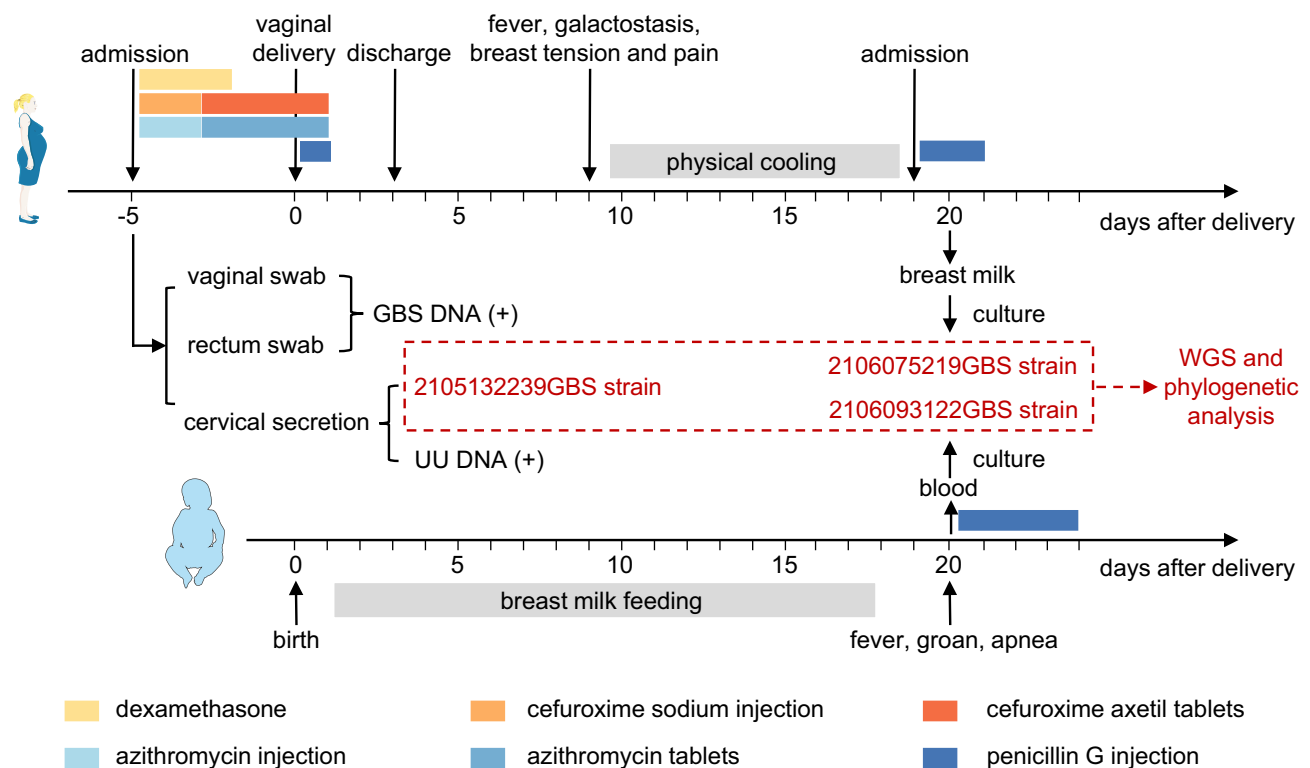 vaginal
delivery
fever, galactostasis,
breast tension and pain
admission
discharge
admission
physical cooling
-5
0
5
10
15
20
days after delivery
vaginal swab
rectum swab
GBS DNA (+)
cervical secretion
2105132239GBS strain
UU DNA (+)
breast milk
culture
2106075219GBS strain
2106093122GBS strain
WGS and
phylogenetic
analysis
culture
blood
0
5
10
15
20
days after delivery
breast milk feeding
birth
fever, groan, apnea
dexamethasone
cefuroxime sodium injection
cefuroxime axetil tablets
azithromycin injection
azithromycin tablets
penicillin G injection